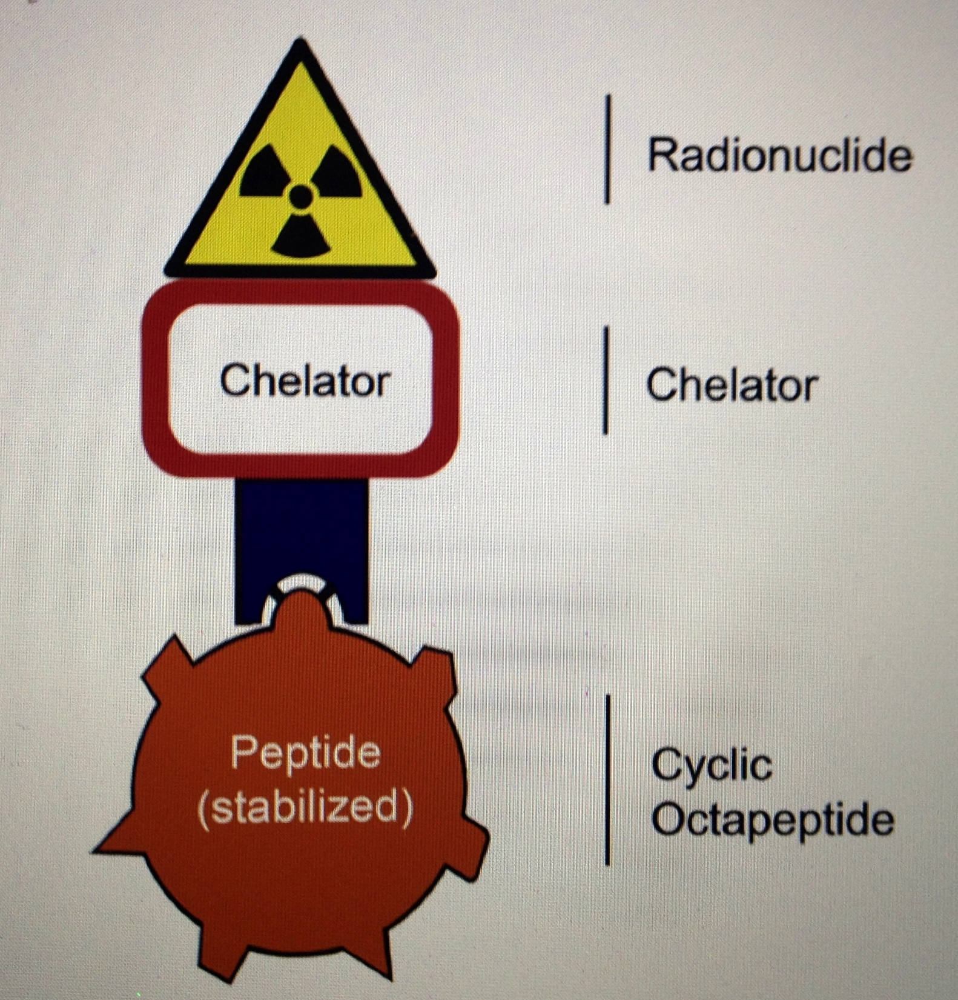 Radionuclide
Chelator
Chelator
Peptide
(stabilized)
Cyclic
Octapeptide